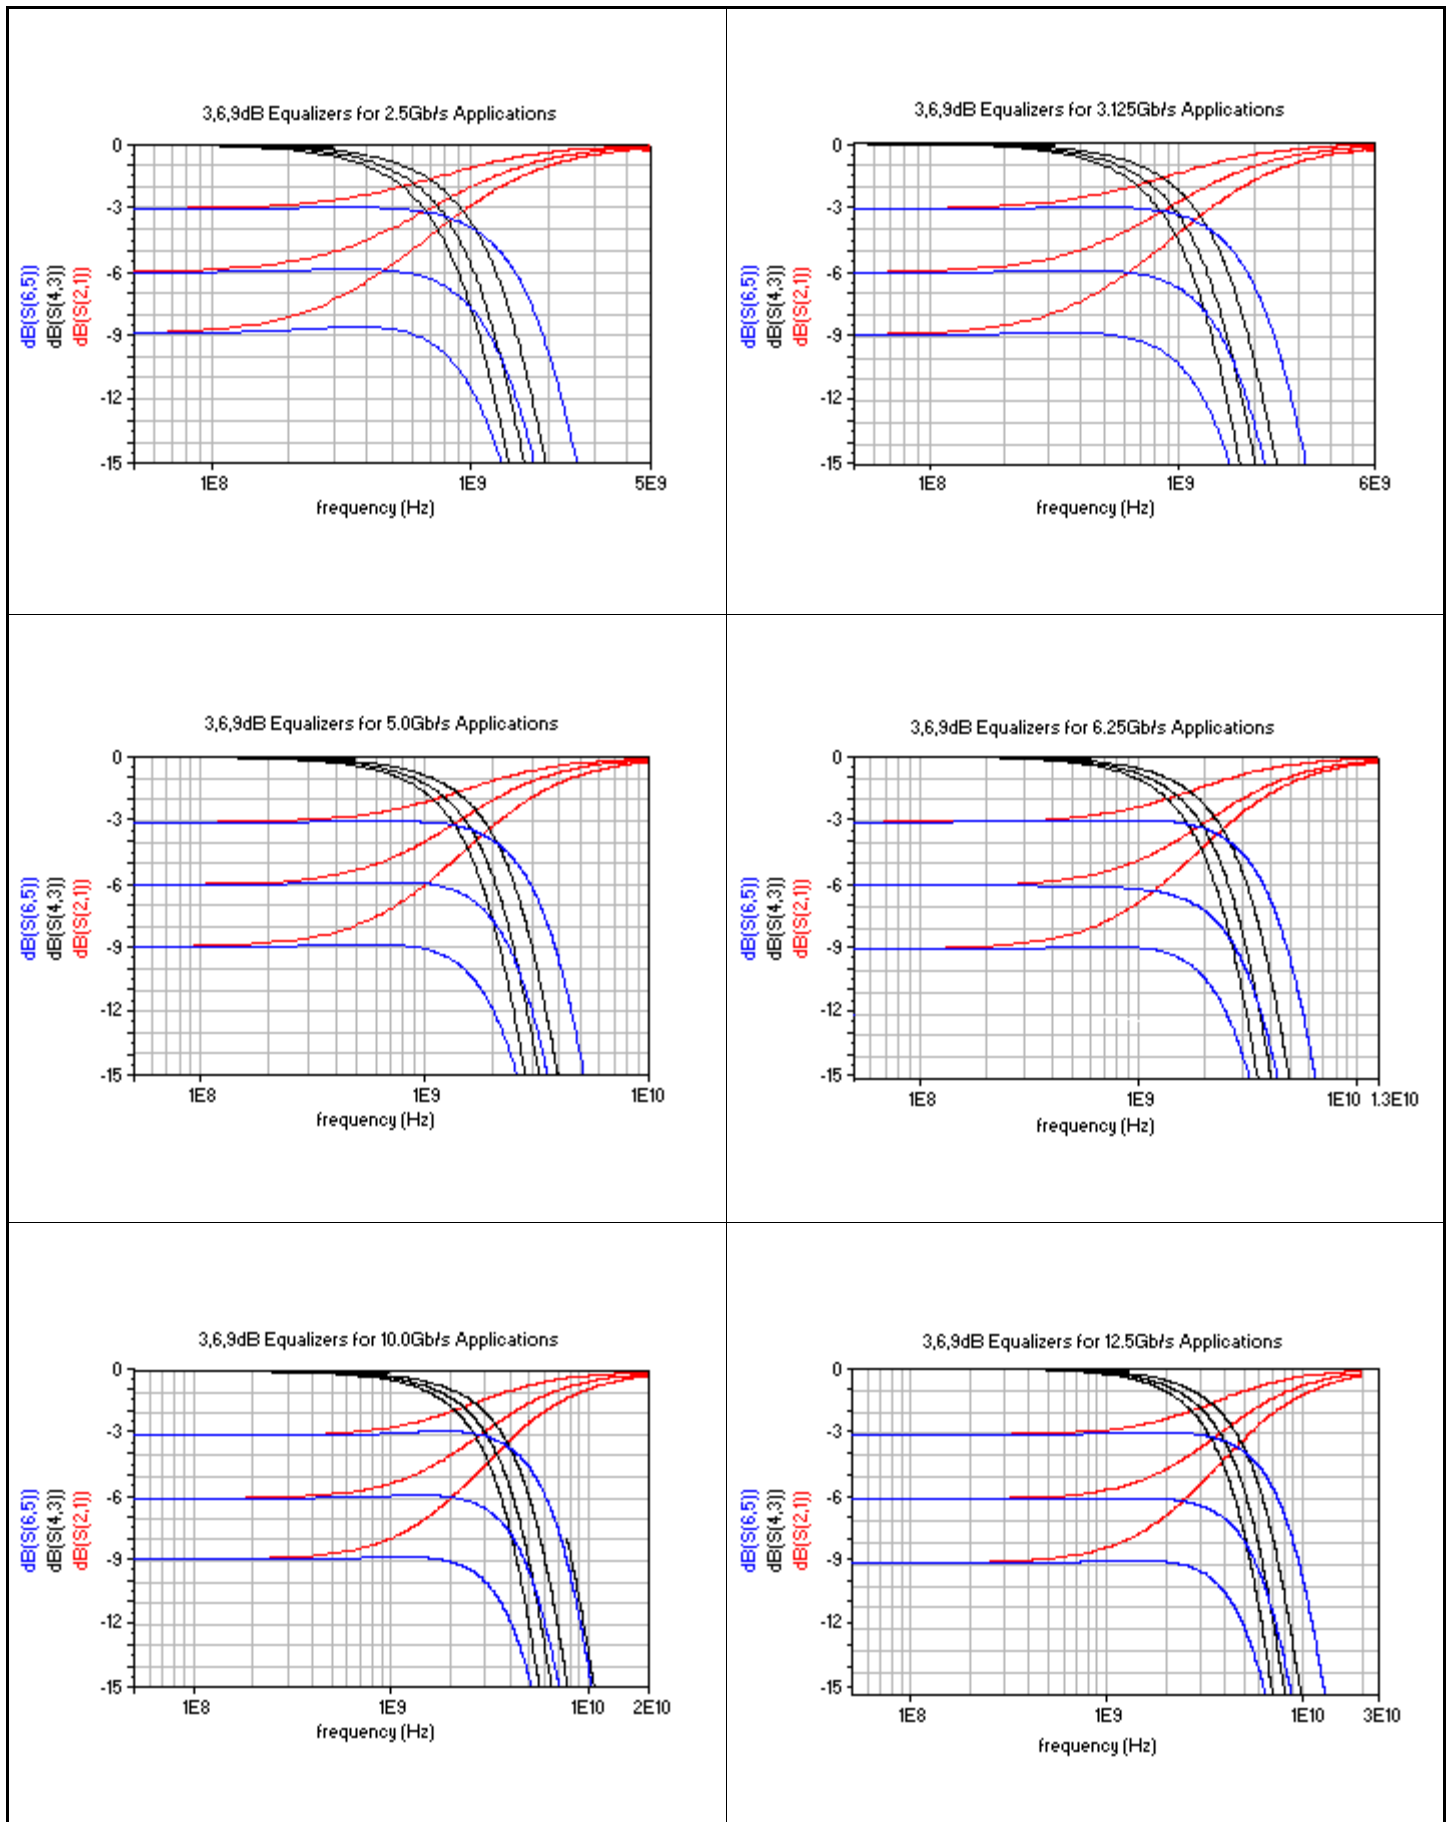 3,6,9dB Equalizers for 2.5Gb/s Applications
0
-3
-6
-9
-12
-15
dB(S(6,5))
dB(S(4,3))
dB(S(2,1))
1E8 1E9 5E9
frequency (Hz)
3,6,9dB Equalizers for 3.125Gb/s Applications
0
-3
-6
-9
-12
-15
dB(S(6,5))
dB(S(4,3))
dB(S(2,1))
1E8 1E9 6E9
frequency (Hz)
3,6,9dB Equalizers for 5.0Gb/s Applications
0
-3
-6
-9
-12
-15
dB(S(6,5))
dB(S(4,3))
dB(S(2,1))
1E8 1E9 1E10
frequency (Hz)
3,6,9dB Equalizers for 6.25Gb/s Applications
0
-3
-6
-9
-12
-15
dB(S(6,5))
dB(S(4,3))
dB(S(2,1))
1E8 1E9 1E10 1.3E10
frequency (Hz)
3,6,9dB Equalizers for 10.0Gb/s Applications
0
-3
-6
-9
-12
-15
dB(S(6,5))
dB(S(4,3))
dB(S(2,1))
1E8 1E9 1E10 2E10
frequency (Hz)
3,6,9dB Equalizers for 12.5Gb/s Applications
0
-3
-6
-9
-12
-15
dB(S(6,5))
dB(S(4,3))
dB(S(2,1))
1E8 1E9 1E10 3E10
frequency (Hz)